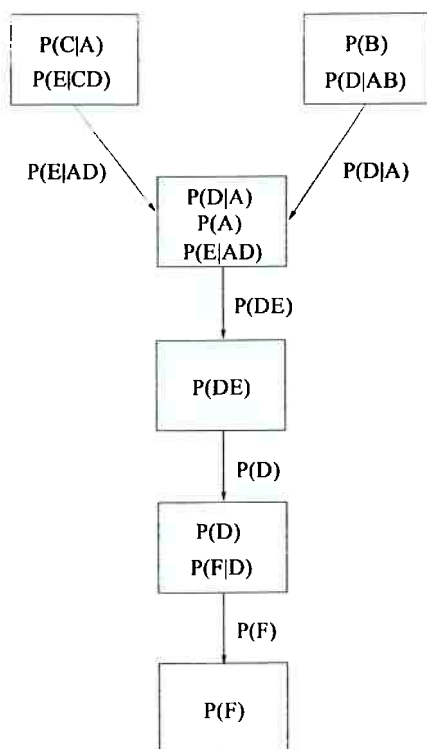 P(C|A)
P(E|CD)
P(B)
P(D|AB)
P(E|AD)
P(D|A)
P(D|A)
P(A)
P(E|AD)
P(DE)
P(DE)
P(D)
P(D)
P(F|D)
P(F)
P(F)